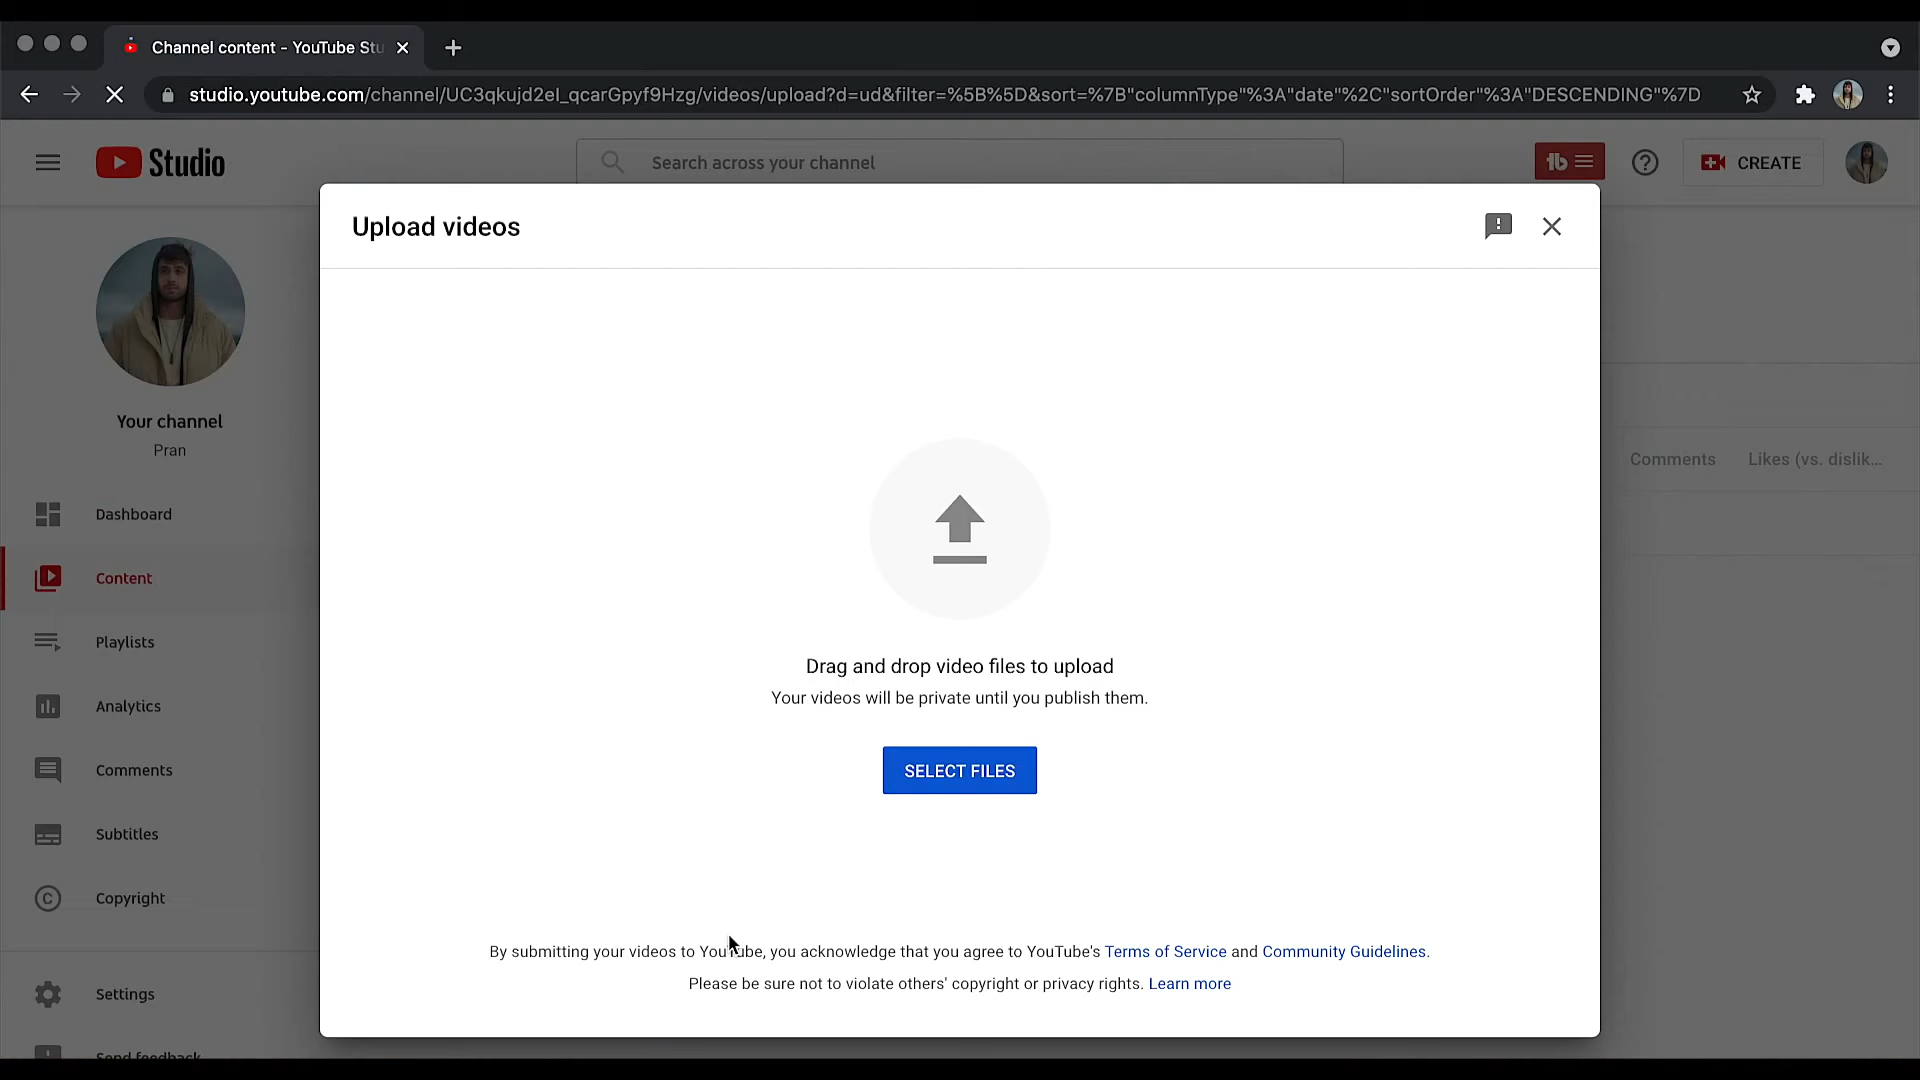 Channel content - YouTube Stu
studio.youtube.com/channel/UC3qkujd2eI_qcarGpyf9Hzg/videos/upload?d=ud&filter=%5B%5D&sort=%7B"columnType"%3A"date"%2C"sortOrder"%3A"DESCENDING"%7D
Studio
Search across your channel
tb
CREATE
Upload videos
Your channel
Pran
Comments
Likes (vs. dislik...
Dashboard
Content
Playlists
Analytics
Comments
Subtitles
Copyright
Settings
Send feedback
Drag and drop video files to upload
Your videos will be private until you publish them.
SELECT FILES
By submitting your videos to YouTube, you acknowledge that you agree to YouTube's Terms of Service and Community Guidelines.
Please be sure not to violate others' copyright or privacy rights. Learn more